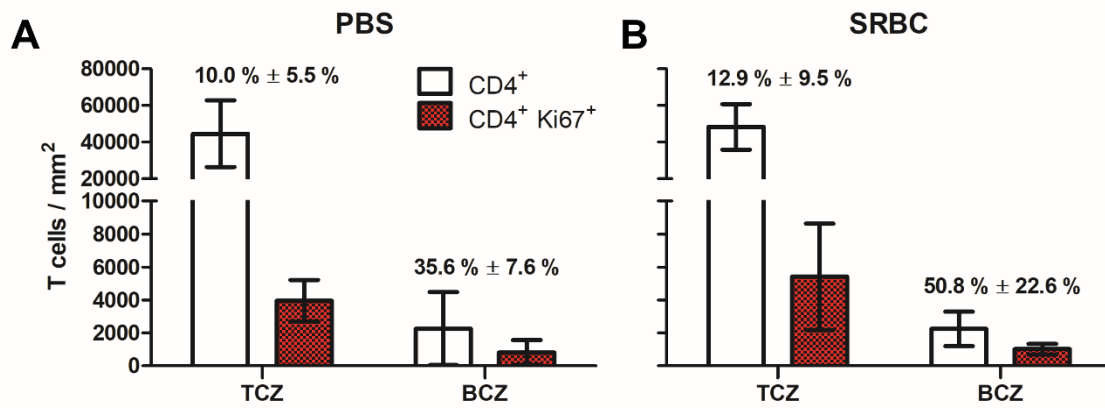 A
PBS
T cells / mm²
80000
60000
40000
20000
10000
8000
6000
4000
2000
0
10.0 % ± 5.5 %
35.6 % ± 7.6 %
CD4⁺
CD4⁺ Ki67⁺
TCZ
BCZ
B
SRBC
12.9 % ± 9.5 %
50.8 % ± 22.6 %
TCZ
BCZ